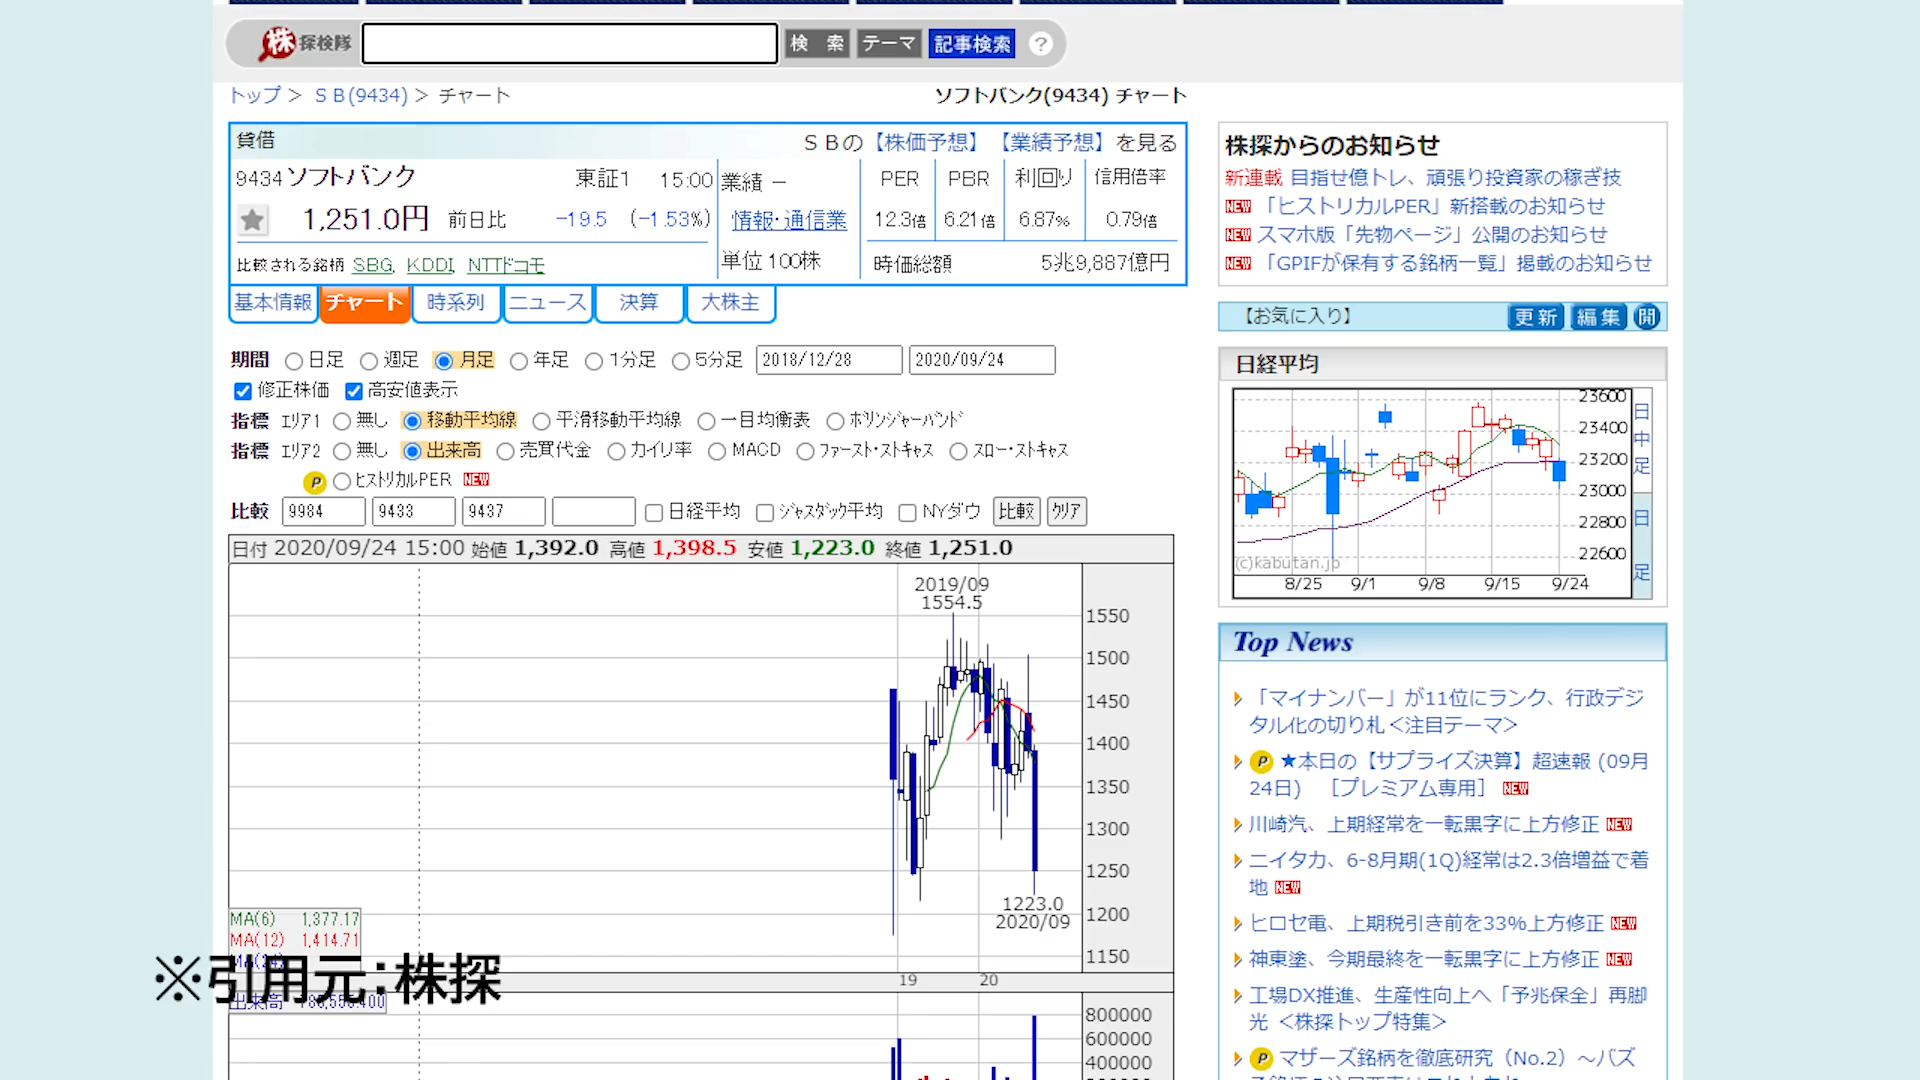 株探検隊 検 索 テーマ 記事検索 ?
トップ > ＳＢ(9434) > チャート
ソフトバンク(9434) チャート
貸借 ＳＢの【株価予想】【業績予想】を見る
9434 ソフトバンク 東証1 15:00
1,251.0円 前日比 -19.5 (-1.53%)
比較される銘柄 SBG, KDDI, NTTドコモ
業績 －
情報・通信業
単位 100株
PER PBR 利回り 信用倍率
12.3倍 6.21倍 6.87% 0.79倍
時価総額 5兆9,887億円
基本情報 チャート 時系列 ニュース 決算 大株主
期間 日足 週足 月足 年足 1分足 5分足 2018/12/28 2020/09/24
修正株価 高安値表示
指標 エリア1 無し 移動平均線 平滑移動平均線 一目均衡表 ボリンジャーバンド
指標 エリア2 無し 出来高 売買代金 カイリ率 MACD ファースト・ストキャス スロー・ストキャス
P ヒストリカルPER NEW
比較 9984 9433 9437 日経平均 ジャスダック平均 NYダウ 比較 クリア
日付 2020/09/24 15:00 始値 1,392.0 高値 1,398.5 安値 1,223.0 終値 1,251.0
2019/09
1554.5
1550
1500
1450
1400
1350
1300
1250
1200
1150
1223.0
2020/09
MA(6) 1,377.17
MA(12) 1,414.71
19 20
出来高
800000
600000
400000
※引用元：株探
株探からのお知らせ
新連載 目指せ億トレ、頑張り投資家の稼ぎ技
NEW 「ヒストリカルPER」新搭載のお知らせ
NEW スマホ版「先物ページ」公開のお知らせ
NEW 「GPIFが保有する銘柄一覧」掲載のお知らせ
【お気に入り】 更新 編集 開
日経平均
23600
23400
23200
23000
22800
22600
(c)kabutan.jp
8/25 9/1 9/8 9/15 9/24
日中足
日足
Top News
「マイナンバー」が11位にランク、行政デジ
タル化の切り札＜注目テーマ＞
P ★本日の【サプライズ決算】超速報 (09月
24日) ［プレミアム専用］ NEW
川崎汽、上期経常を一転黒字に上方修正 NEW
ニイタカ、6-8月期(1Q)経常は2.3倍増益で着
地 NEW
ヒロセ電、上期税引き前を33%上方修正 NEW
神東塗、今期最終を一転黒字に上方修正 NEW
工場DX推進、生産性向上へ「予兆保全」再脚
光 ＜株探トップ特集＞
P マザーズ銘柄を徹底研究（No.2）～バズ